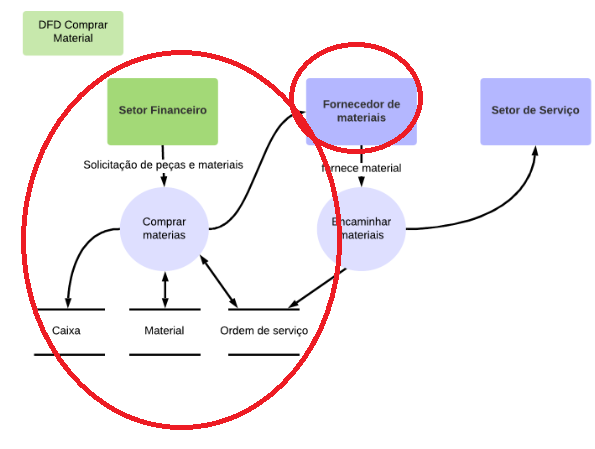 DFD Comprar
Material
Setor Financeiro
Fornecedor de
materiais
Setor de Serviço
Solicitação de peças e materiais
fornece material
Comprar
materias
Encaminhar
materiais
Caixa
Material
Ordem de serviço